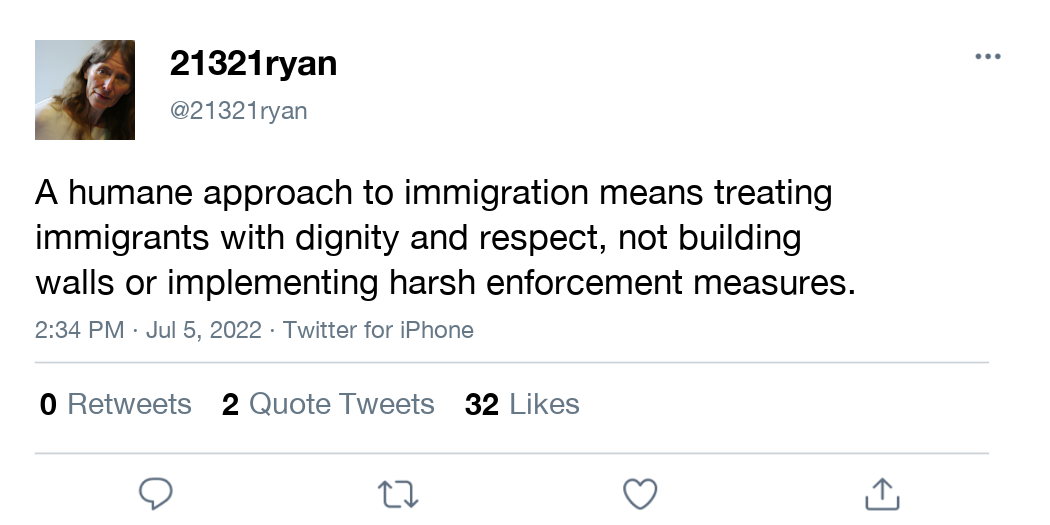 21321ryan
@21321ryan
A humane approach to immigration means treating
immigrants with dignity and respect, not building
walls or implementing harsh enforcement measures.
2:34 PM · Jul 5, 2022 · Twitter for iPhone
0 Retweets 2 Quote Tweets 32 Likes